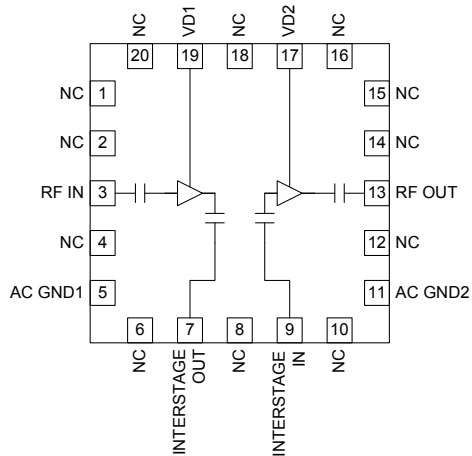 NC
VD1
NC
VD2
NC
20
19
18
17
16
NC 1
15 NC
NC 2
14 NC
RF IN 3
13 RF OUT
NC 4
12 NC
AC GND1 5
11 AC GND2
6
7
8
9
10
NC
INTERSTAGE
OUT
NC
INTERSTAGE
IN
NC